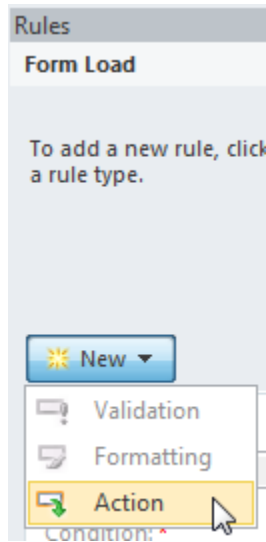 Rules
Form Load
To add a new rule, click
a rule type.
New
Validation
Formatting
Action
Condition: *